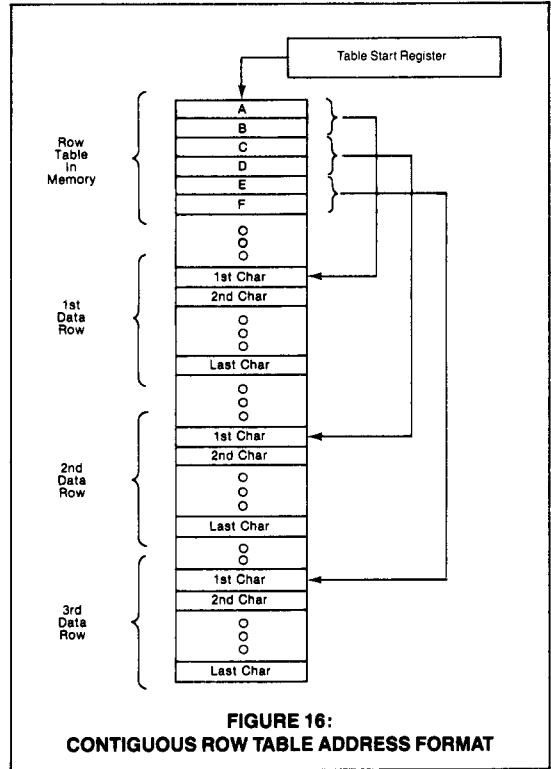 Table Start Register
A
B
C
D
E
F
Row
Table
In
Memory
1st Char
2nd Char
Last Char
1st
Data
Row
1st Char
2nd Char
Last Char
2nd
Data
Row
1st Char
2nd Char
Last Char
3rd
Data
Row
FIGURE 16:
CONTIGUOUS ROW TABLE ADDRESS FORMAT